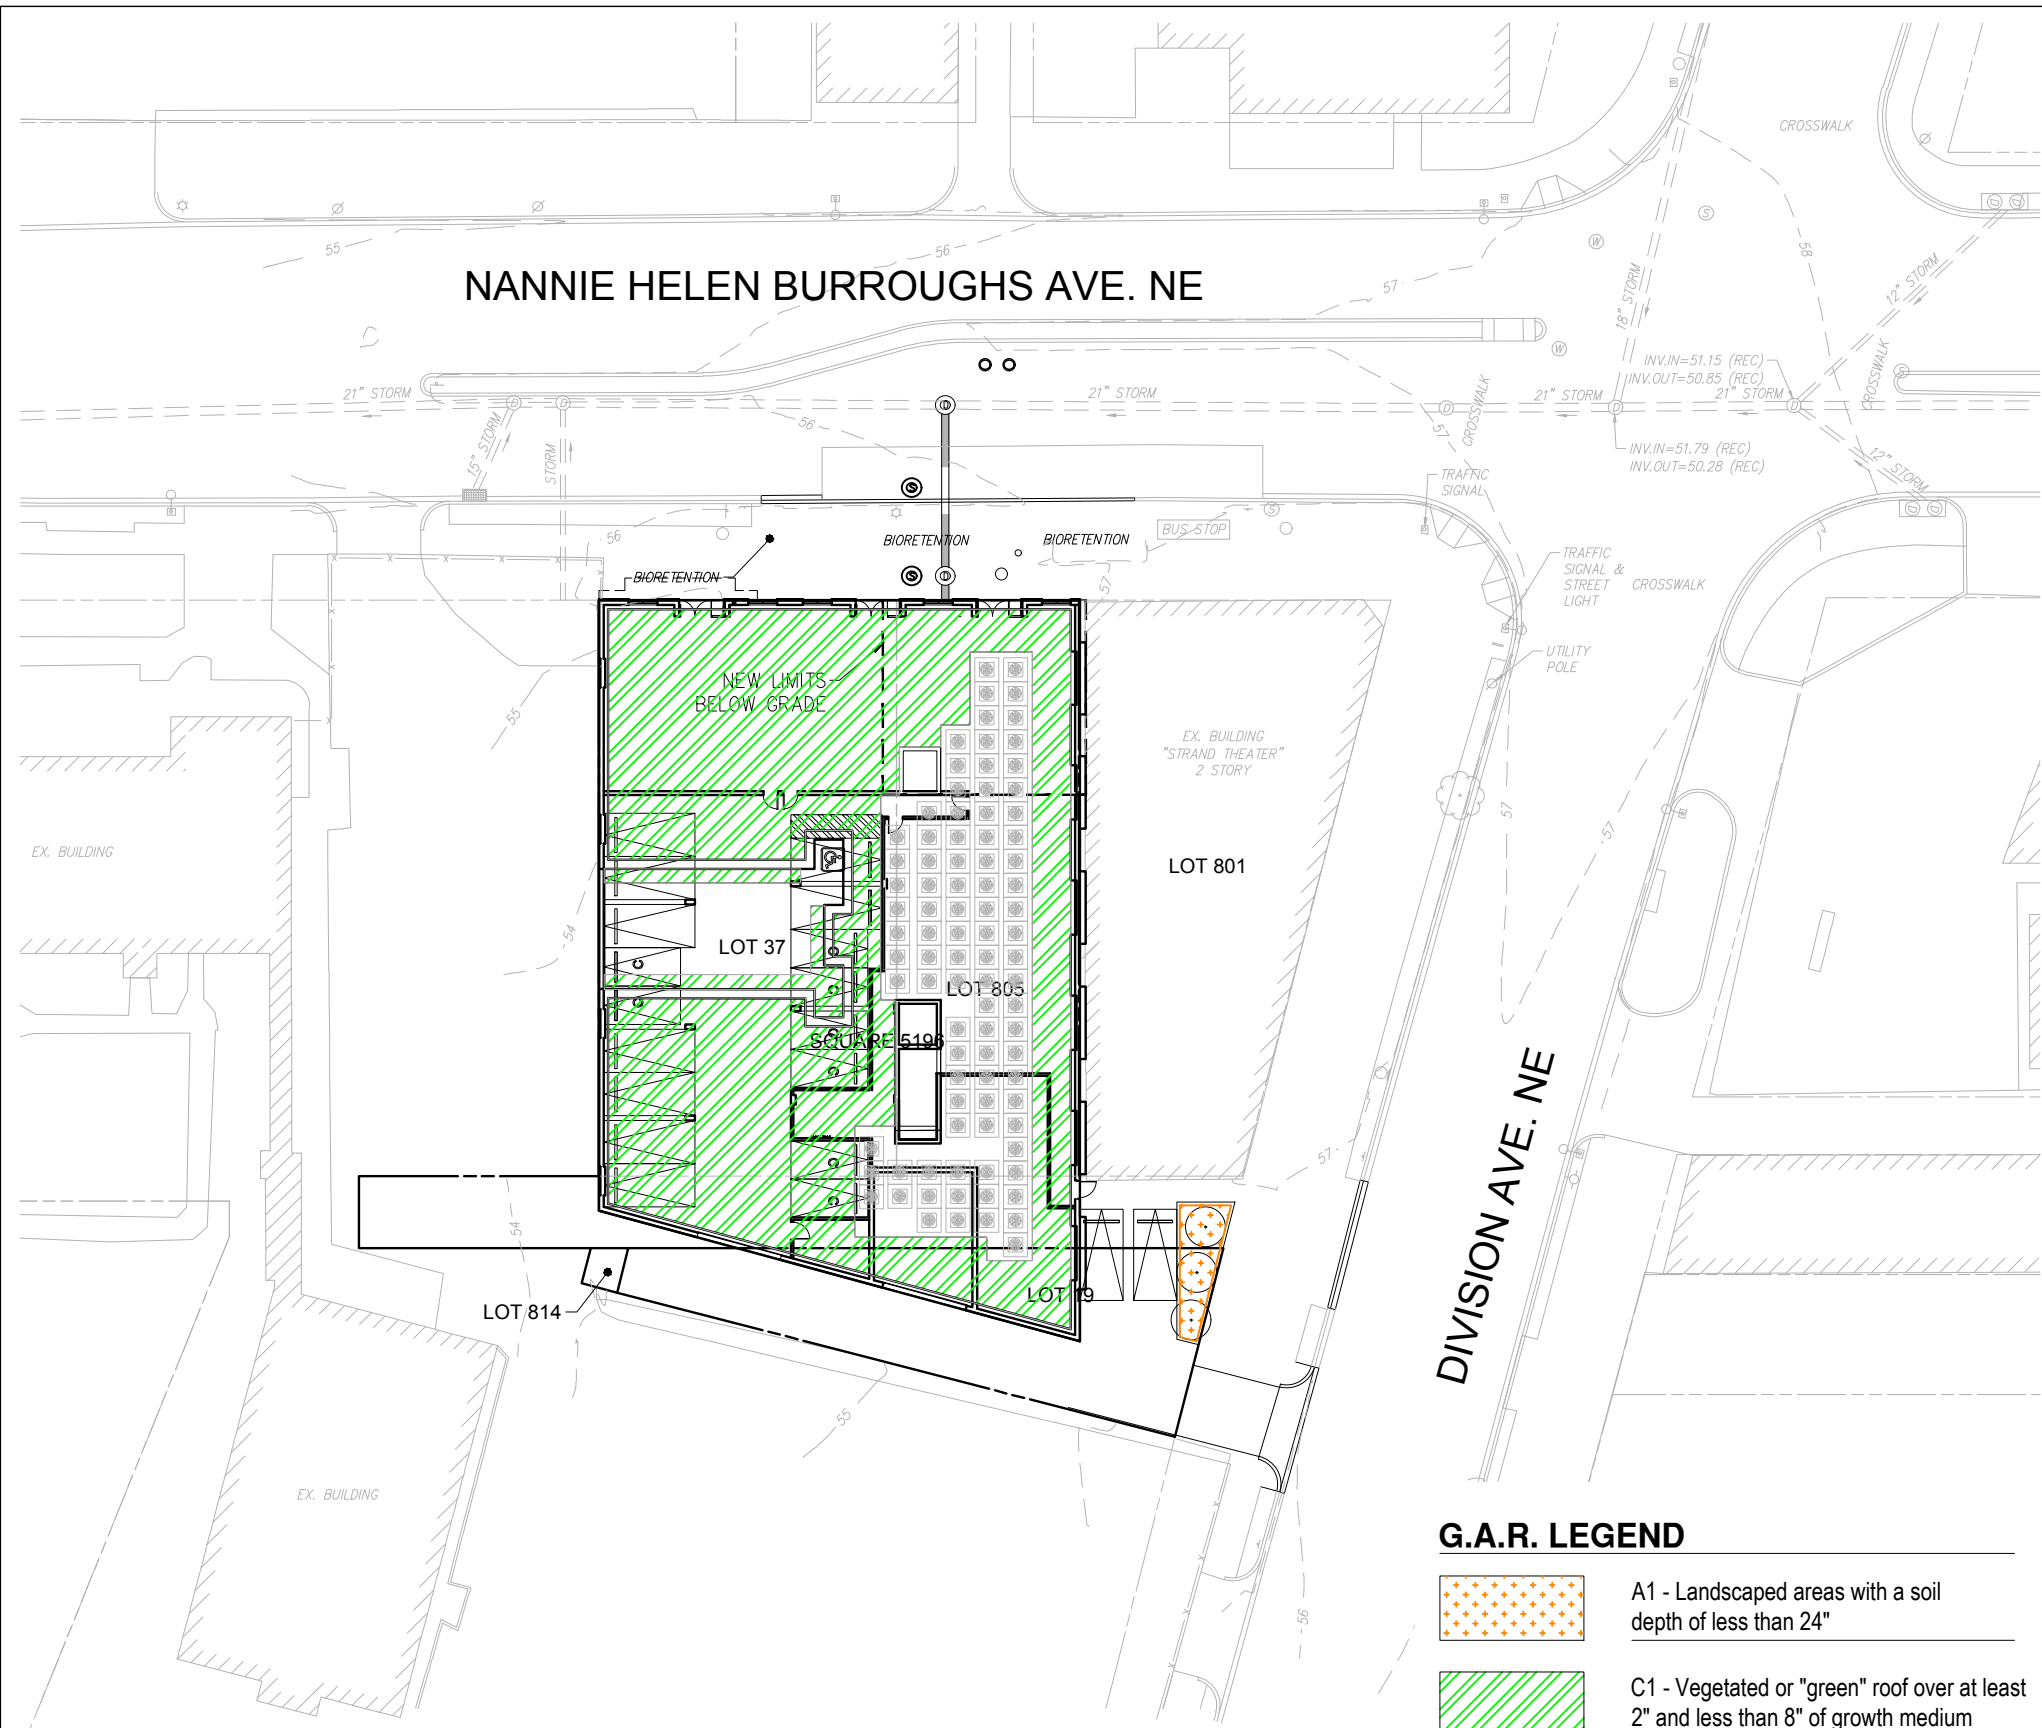 CROSSWALK
55
56
58
NANNIE HELEN BURROUGHS AVE. NE
57
18" STORM
12" STORM
INV.IN=51.15 (REC)
INV.OUT=50.85 (REC)
CROSSWALK
21" STORM
21" STORM
21" STORM
21" STORM
CROSSWALK
56
57
15" STORM
STORM
INV.IN=51.79 (REC)
INV.OUT=50.28 (REC)
12" STORM
TRAFFIC
SIGNAL
BUS STOP
56
BIORETENTION
BIORETENTION
BIORETENTION
57
TRAFFIC
SIGNAL &
STREET
LIGHT
CROSSWALK
UTILITY
POLE
NEW LIMITS
BELOW GRADE
55
EX. BUILDING
"STRAND THEATER"
2 STORY
57
57
EX. BUILDING
LOT 801
54
LOT 37
LOT 805
SQUARE 5196
57
54
DIVISION AVE. NE
LOT 19
LOT 814
55
EX. BUILDING
56
G.A.R. LEGEND
A1 - Landscaped areas with a soil
depth of less than 24"
C1 - Vegetated or "green" roof over at least
2" and less than 8" of growth medium